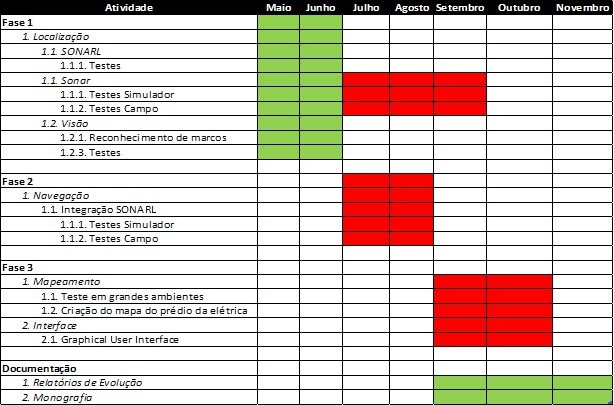 Atividade Maio Junho Julho Agosto Setembro Outubro Novembro
Fase 1
1. Localização
1.1. SONARL
1.1.1. Testes
1.1. Sonar
1.1.1. Testes Simulador
1.1.2. Testes Campo
1.2. Visão
1.2.1. Reconhecimento de marcos
1.2.3. Testes
Fase 2
1. Navegação
1.1. Integração SONARL
1.1.1. Testes Simulador
1.1.2. Testes Campo
Fase 3
1. Mapeamento
1.1. Teste em grandes ambientes
1.2. Criação do mapa do prédio da elétrica
2. Interface
2.1. Graphical User Interface
Documentação
1. Relatórios de Evolução
2. Monografia